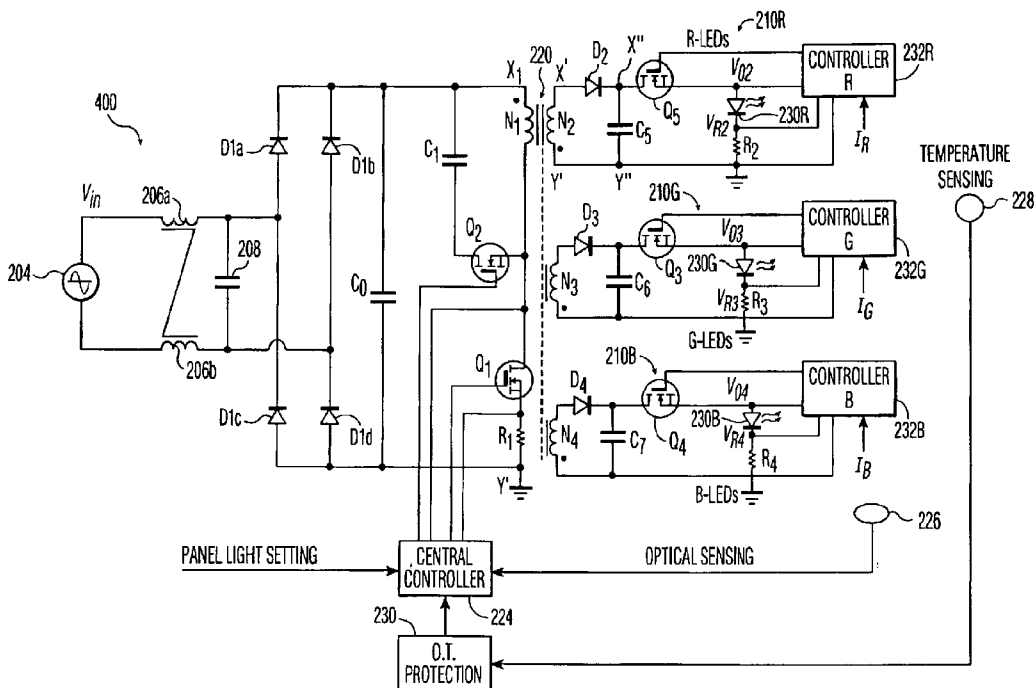 210R
R-LEDs
CONTROLLER
R
232R
220
D2
X"
X1
X'
V02
Q5
400
D1a
D1b
C1
N1
N2
C5
VR2
230R
R2
IR
TEMPERATURE
SENSING
228
Y'
Y"
206a
Vin
210G
D3
CONTROLLER
G
232G
V03
Q2
208
Q3
230G
204
C0
N3
C6
VR3
R3
IG
G-LEDs
206b
210B
Q1
D4
CONTROLLER
B
232B
V04
230B
D1c
D1d
R1
N4
C7
Q4
VR4
R4
IB
B-LEDs
Y'
226
PANEL LIGHT SETTING
CENTRAL
CONTROLLER
OPTICAL SENSING
230
224
O.T.
PROTECTION